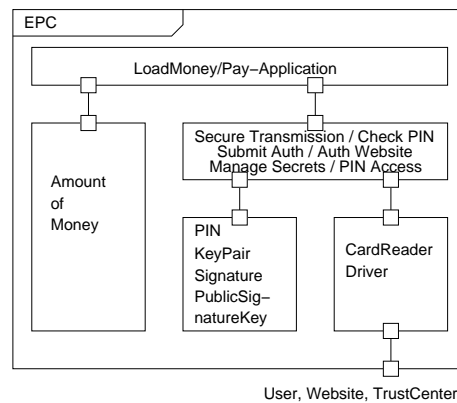 EPC
LoadMoney/Pay−Application
Secure Transmission / Check PIN
Submit Auth / Auth Website
Manage Secrets / PIN Access
Amount
of
Money
PIN
KeyPair
Signature
PublicSig−
natureKey
CardReader
Driver
User, Website, TrustCenter